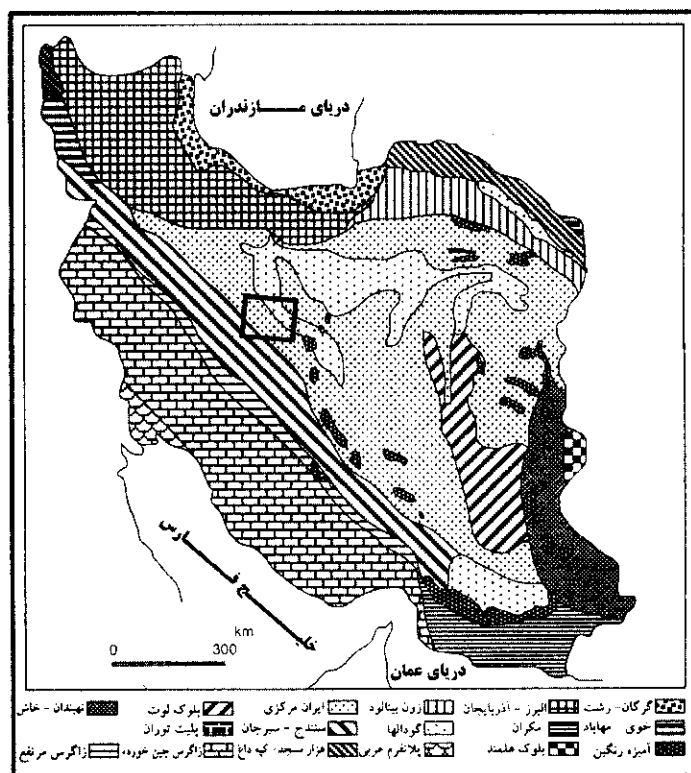 دریای مازندران
خلیج فارس
0 300 km
دریای عمان
گرگان - رشت البرز - آذربایجان زون بینالود ایران مرکزی بلوک لوت نهبندان - خاش
خوی مهاباد مکران گودالها سنندج - سیرجان پلیت توران
آمیزه رنگین بلوک هلمند پلاتفرم عربی هزار مسجد - کپه داغ زاگرس چین خورده زاگرس مرتفع